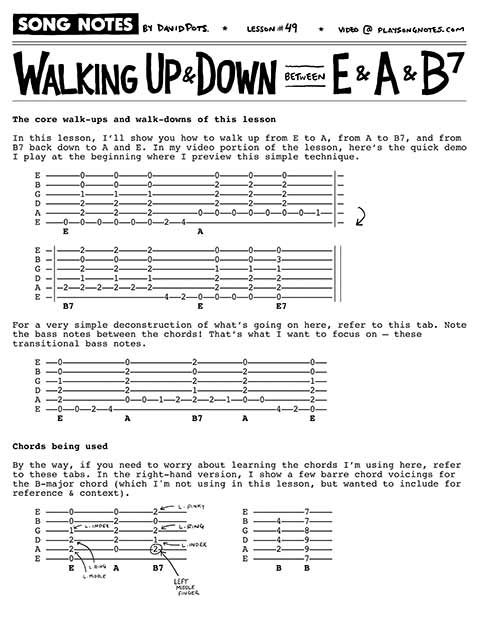 SONG NOTES BY DAVID POTS. * LESSON #49 * VIDEO @ PLAYSONGNOTES.COM
WALKING UP & DOWN BETWEEN E & A & B7
The core walk-ups and walk-downs of this lesson
In this lesson, I'll show you how to walk up from E to A, from A to B7, and from
B7 back down to A and E. In my video portion of the lesson, here's the quick demo
I play at the beginning where I preview this simple technique.
E —————0———0———0—————————0———0———0——————|—
B —————0———0———0—————————2———2———2——————|—
G —————1———1———1—————————2———2———2——————|—
D —————2———2———2—————————2———2———2——————|—
A —————2———2———2———————0—0—0—0—0—0—1—|—
E ——0—0—0—0—0—0—2—4————————————————|—
E A
E —|————2———2———2—————————0———0———0————||
B —|————0———0———0—————————0———0———3————||
G —|————2———2———2—————————1———1———1————||
D —|————1———1———1—————————2———2———2————||
A —|—2—2—2—2—2—2—————————2———2———2————||
E —|———————————————4—2—0—0—0—0—0————||
B7 E E7
For a very simple deconstruction of what's going on here, refer to this tab. Note
the bass notes between the chords! That's what I want to focus on — these
transitional bass notes.
E —0—————————0—————————2——————0—————————0—
B —0—————————2—————————0——————2—————————0—
G —1—————————2—————————2——————2—————————1—
D —2—————————2—————————1——————2—————————2—
A —2—————————0—0—1—2—2—2—1—0—0—————————2—
E —0—0—2—4————————————————————————4—2—0—
E A B7 A E
Chords being used
By the way, if you need to worry about learning the chords I'm using here, refer
to these tabs. In the right-hand version, I show a few barre chord voicings for
the B-major chord (which I'm not using in this lesson, but wanted to include for
reference & context).
E ———0—————0—————2——— L.PINKY
B ———0—————2—————0———
G ———1—————2—————2——— L.INDEX L.RING
D ———2—————2—————1——— L.INDEX
A ———2—————0—————2———
E ———0———————————————
E A B7
L.RING
L.MIDDLE
LEFT
MIDDLE
FINGER
E ——————7———
B ———4——7———
G ———4——8———
D ———4——9———
A ———2——9———
E ——————7———
B B